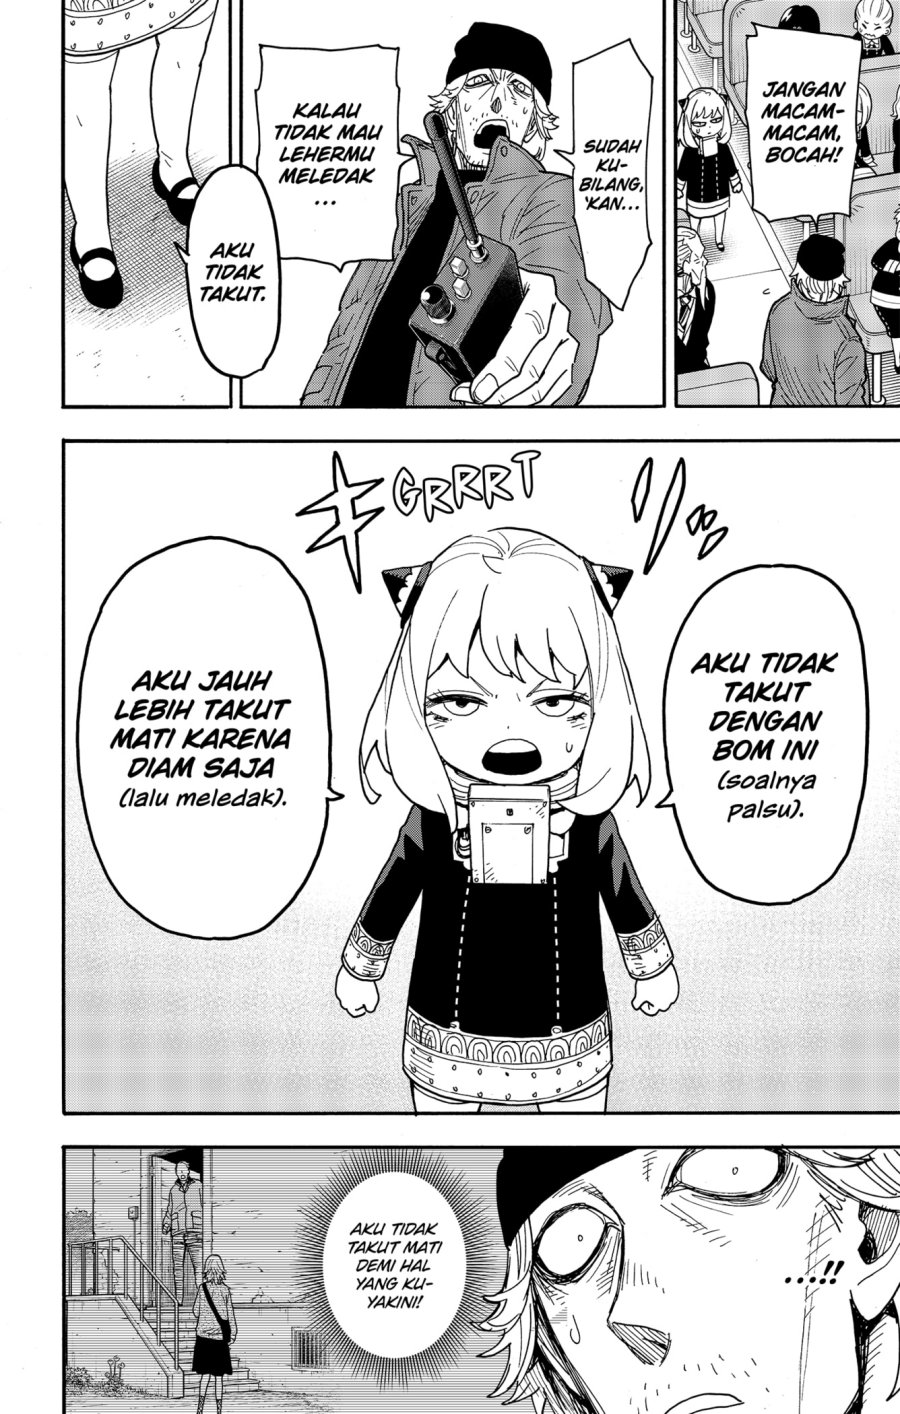 JANGAN
MACAM-
MACAM,
BOCAH!
SUDAH
KU-
BILANG,
'KAN...
KALAU
TIDAK MAU
LEHERMU
MELEDAK
...
AKU
TIDAK
TAKUT.
GRRRT
AKU TIDAK
TAKUT
DENGAN
BOM INI
(soalnya
palsu).
AKU JAUH
LEBIH TAKUT
MATI KARENA
DIAM SAJA
(lalu meledak).
....!!
AKU TIDAK
TAKUT MATI
DEMI HAL
YANG KU-
YAKINI!